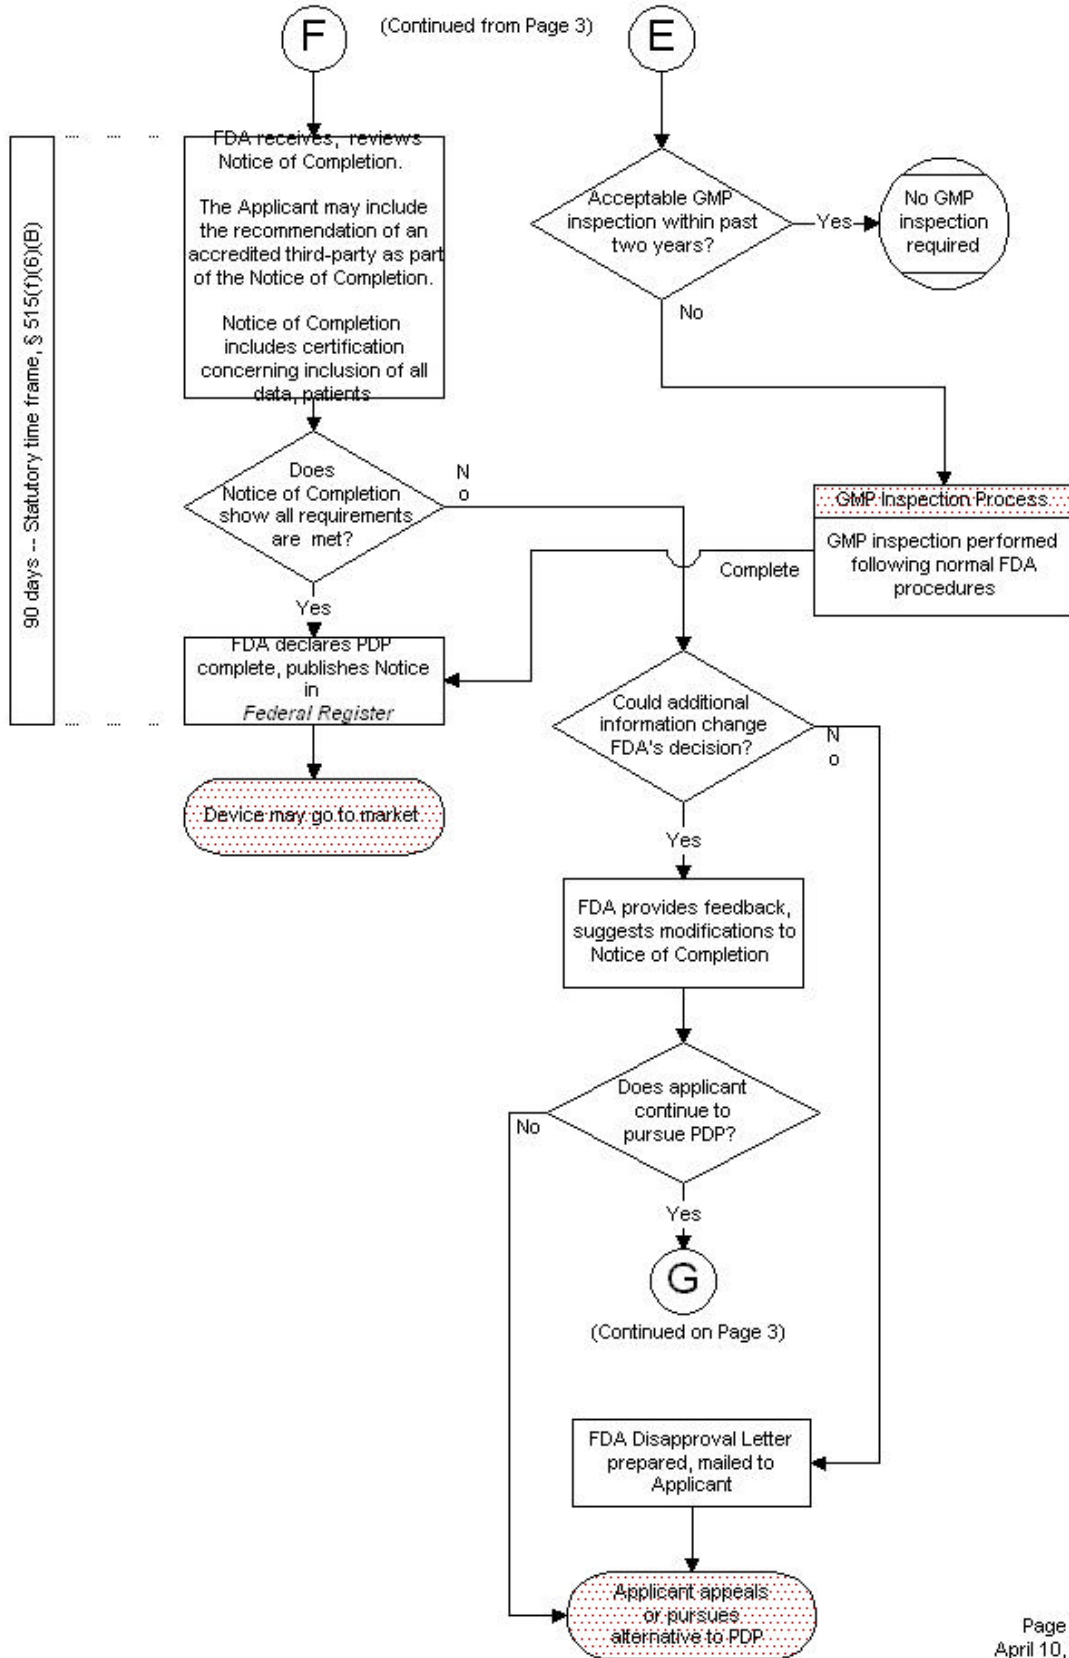 F
(Continued from Page 3)
E
90 days -- Statutory time frame, § 515(f)(6)(B)
FDA receives, reviews
Notice of Completion.
The Applicant may include
the recommendation of an
accredited third-party as part
of the Notice of Completion.
Notice of Completion
includes certification
concerning inclusion of all
data, patients
Acceptable GMP
inspection within past
two years?
Yes
No GMP
inspection
required
No
Does
Notice of Completion
show all requirements
are met?
N
o
Yes
GMP Inspection Process
GMP inspection performed
following normal FDA
procedures
Complete
FDA declares PDP
complete, publishes Notice
in
Federal Register
Device may go to market
Could additional
information change
FDA's decision?
N
o
Yes
FDA provides feedback,
suggests modifications to
Notice of Completion
Does applicant
continue to
pursue PDP?
No
Yes
G
(Continued on Page 3)
FDA Disapproval Letter
prepared, mailed to
Applicant
Applicant appeals
or pursues
alternative to PDP
Page
April 10,